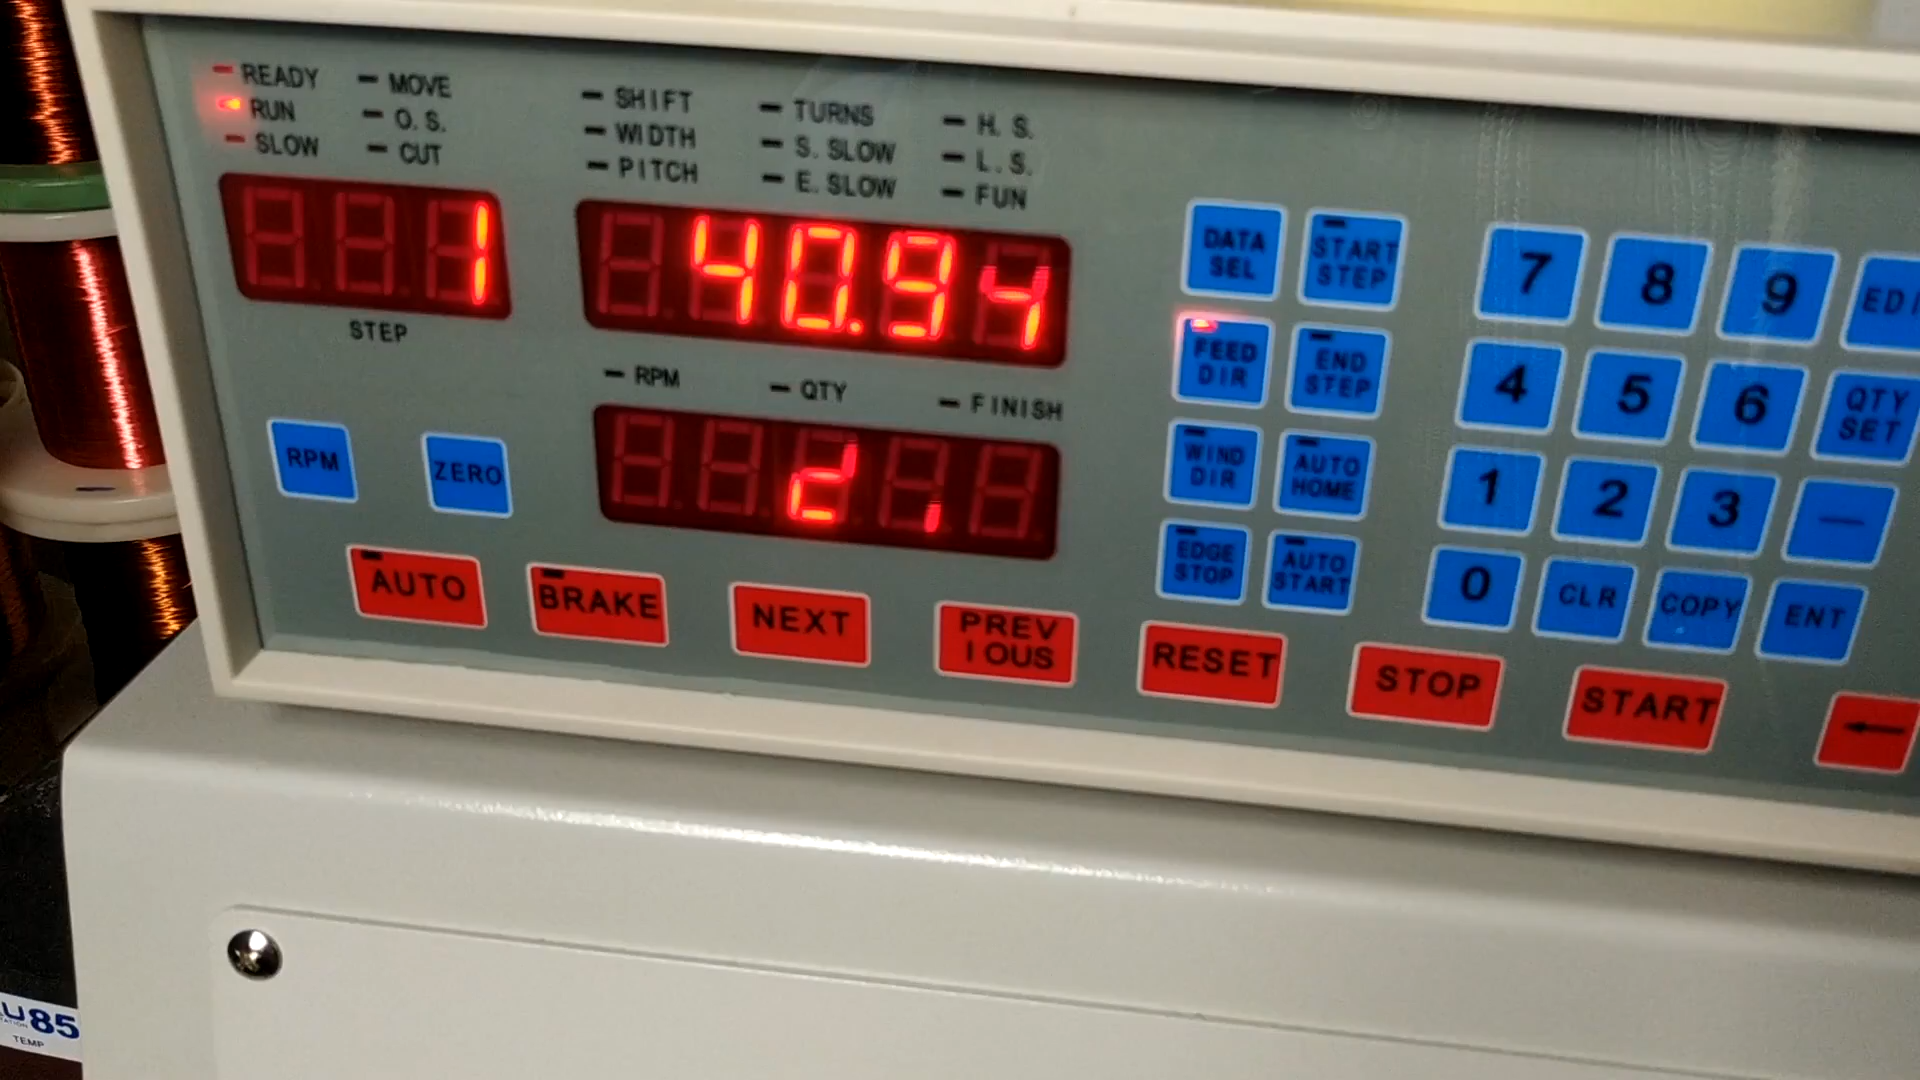 READY MOVE SHIFT TURNS H. S.
RUN O. S. WIDTH S. SLOW L. S.
SLOW CUT PITCH E. SLOW FUN
1 40.94
STEP
RPM QTY FINISH
RPM ZERO
AUTO BRAKE NEXT PREV IOUS RESET STOP START ←
DATA SEL START STEP 7 8 9
FEED DIR END STEP 4 5 6 QTY SET
WIND DIR AUTO HOME 1 2 3 —
EDGE STOP AUTO START 0 CLR COPY ENT
85
TEMP